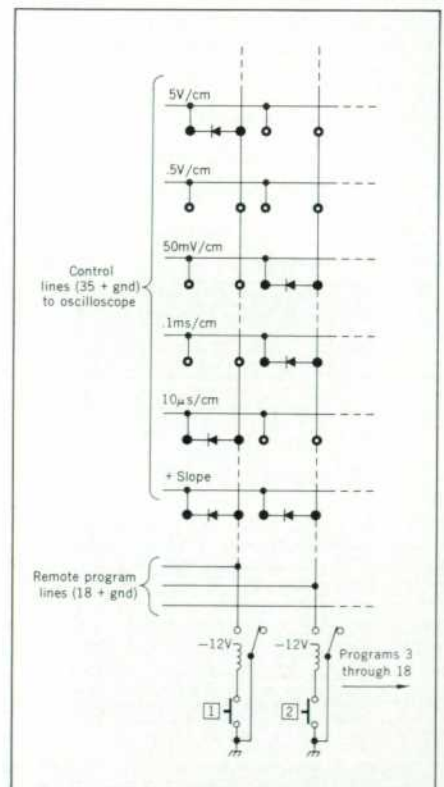 5V/cm
.5V/cm
50mV/cm
Control
lines (35 + gnd)
to oscilloscope
.1ms/cm
10μs/cm
+ Slope
Remote program
lines (18 + gnd)
−12V
−12V
Programs 3
through 18
1
2